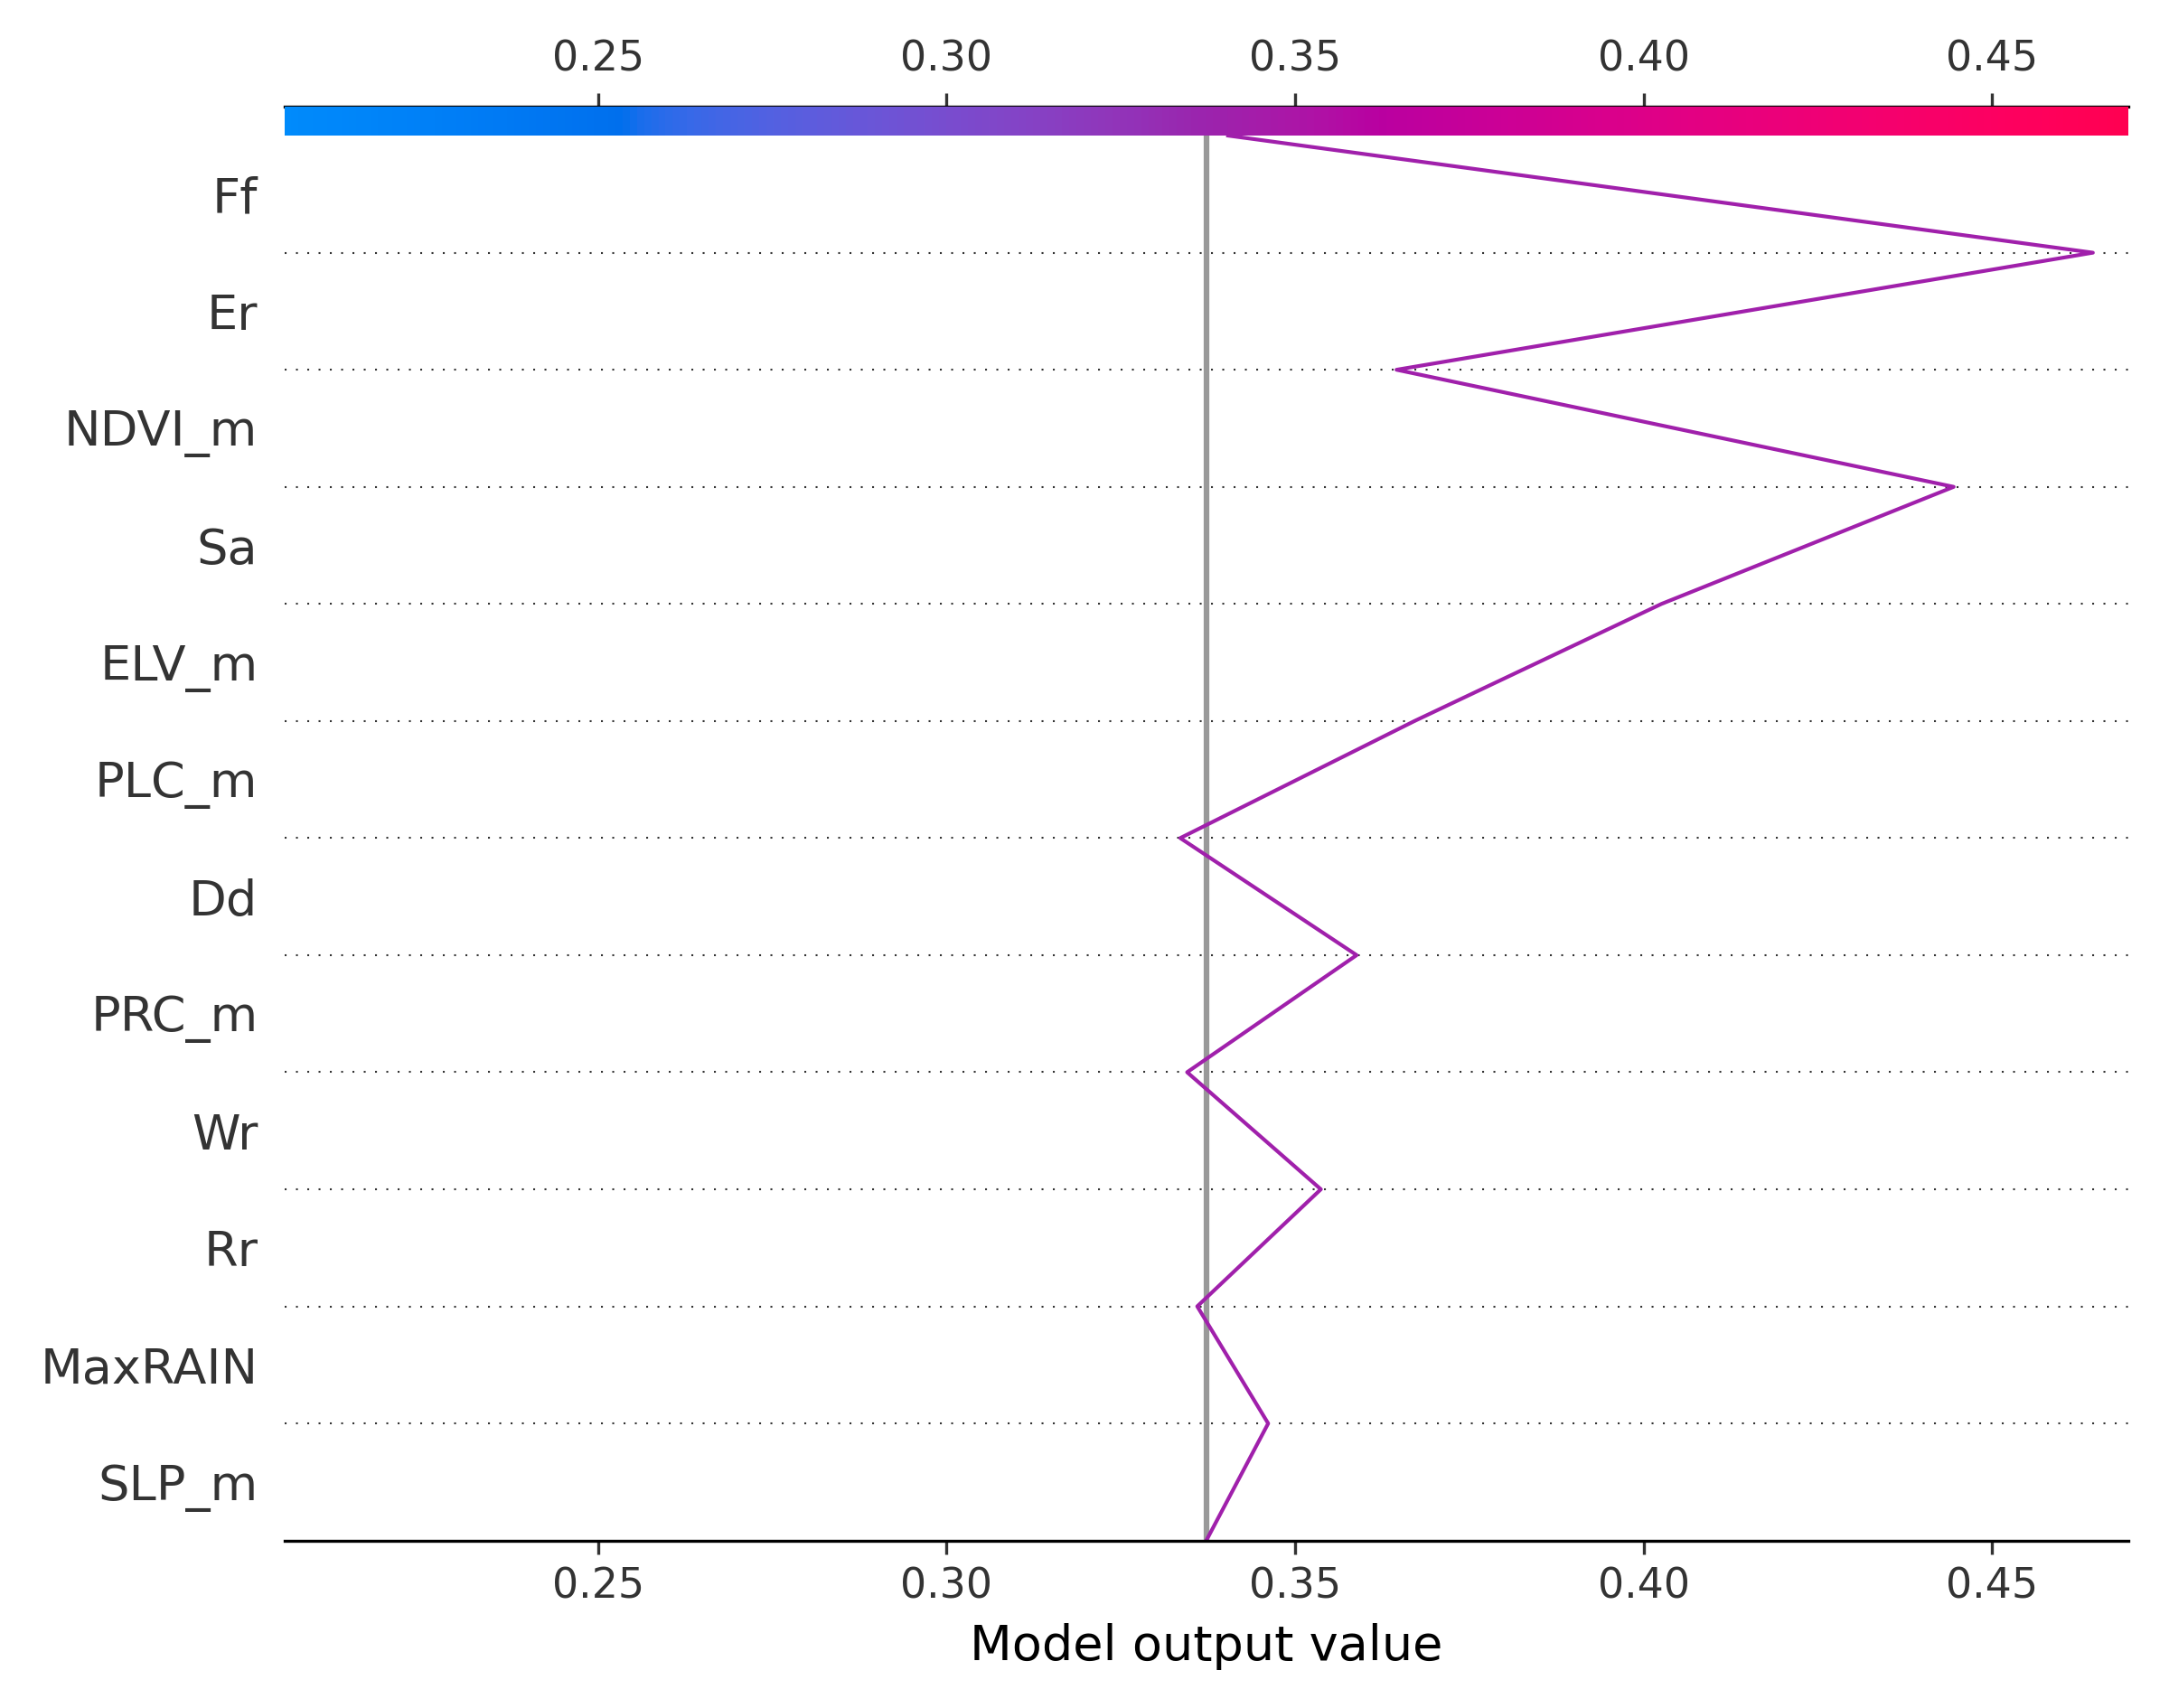 0.25 0.30 0.35 0.40 0.45
Ff
Er
NDVI_m
Sa
ELV_m
PLC_m
Dd
PRC_m
Wr
Rr
MaxRAIN
SLP_m
0.25 0.30 0.35 0.40 0.45
Model output value